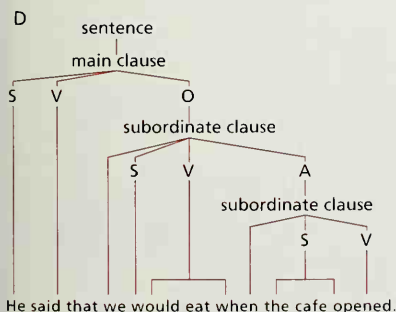 D
sentence
main clause
S V O
subordinate clause
S V A
subordinate clause
S V
He said that we would eat when the cafe opened.